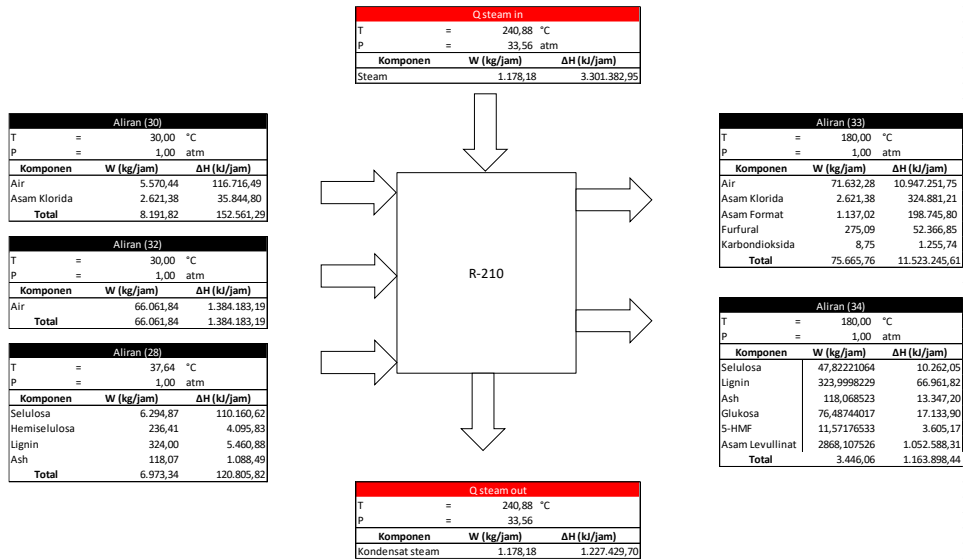 Q steam in
T = 240,88 °C
P = 33,56 atm
Komponen W (kg/jam) ΔH (kJ/jam)
Steam 1.178,18 3.301.382,95
Aliran (30)
T = 30,00 °C
P = 1,00 atm
Komponen W (kg/jam) ΔH (kJ/jam)
Air 5.570,44 116.716,49
Asam Klorida 2.621,38 35.844,80
Total 8.191,82 152.561,29
Aliran (32)
T = 30,00 °C
P = 1,00 atm
Komponen W (kg/jam) ΔH (kJ/jam)
Air 66.061,84 1.384.183,19
Total 66.061,84 1.384.183,19
Aliran (28)
T = 37,64 °C
P = 1,00 atm
Komponen W (kg/jam) ΔH (kJ/jam)
Selulosa 6.294,87 110.160,62
Hemiselulosa 236,41 4.095,83
Lignin 324,00 5.460,88
Ash 118,07 1.088,49
Total 6.973,34 120.805,82
R-210
Aliran (33)
T = 180,00 °C
P = 1,00 atm
Komponen W (kg/jam) ΔH (kJ/jam)
Air 71.632,28 10.947.251,75
Asam Klorida 2.621,38 324.881,21
Asam Format 1.137,02 198.745,80
Furfural 275,09 52.366,85
Karbondioksida 8,75 1.255,74
Total 75.665,76 11.523.245,61
Aliran (34)
T = 180,00 °C
P = 1,00 atm
Komponen W (kg/jam) ΔH (kJ/jam)
Selulosa 47,82221064 10.262,05
Lignin 323,9998229 66.961,82
Ash 118,068523 13.347,20
Glukosa 76,48744017 17.133,90
5-HMF 11,57176533 3.605,17
Asam Levullinat 2868,107526 1.052.588,31
Total 3.446,06 1.163.898,44
Q steam out
T = 240,88 °C
P = 33,56
Komponen W (kg/jam) ΔH (kJ/jam)
Kondensat steam 1.178,18 1.227.429,70